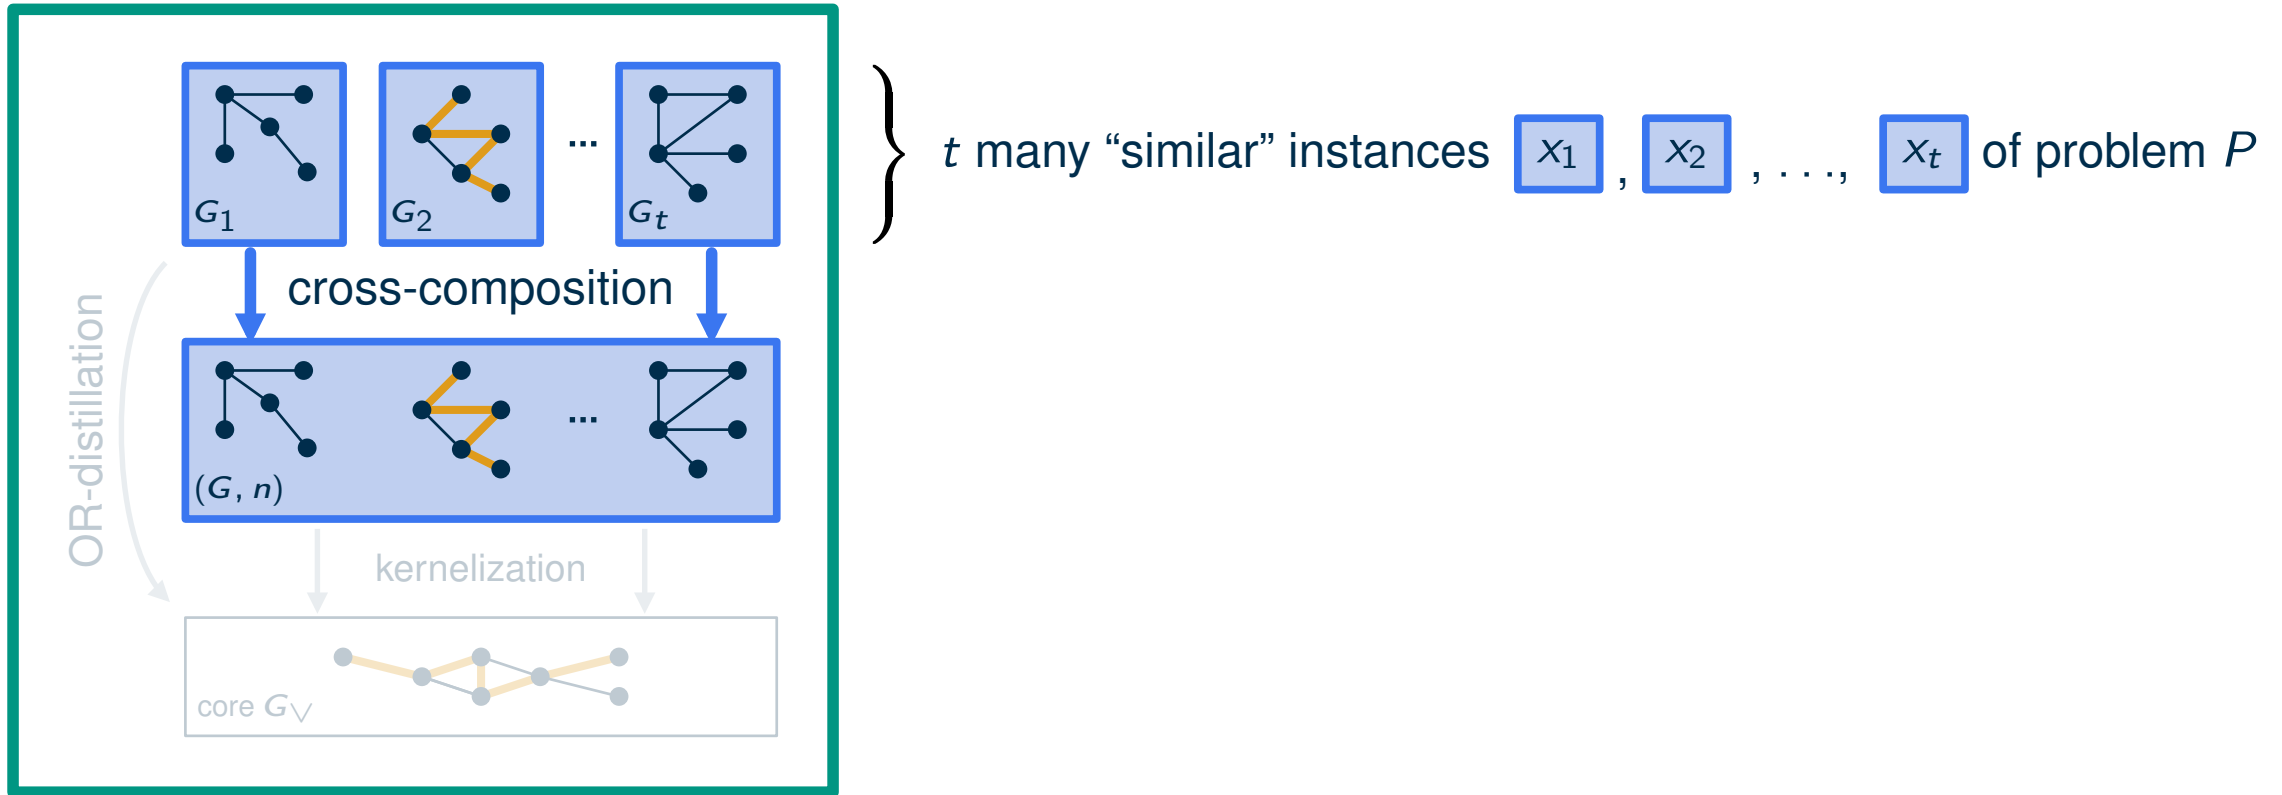 G₁ G₂ ... Gₜ
t many “similar” instances x₁ , x₂ , . . ., xₜ of problem P
cross-composition
OR-distillation
...
(G, n)
kernelization
core G∨